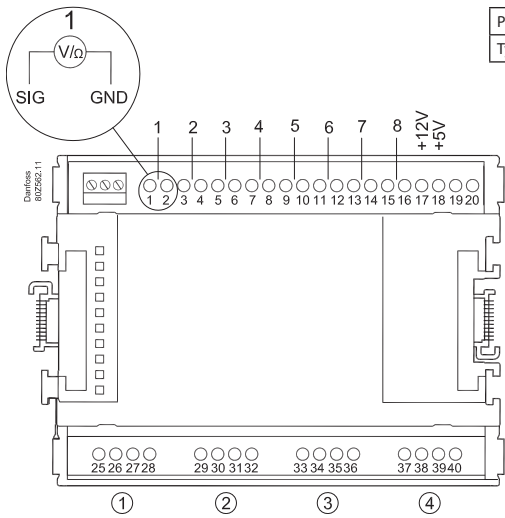 1
V/Ω
SIG GND
P
T
1 2 3 4 5 6 7 8 +12V +5V
Danfoss
80Z562.11
1 2 3 4 5 6 7 8 9 10 11 12 13 14 15 16 17 18 19 20
25 26 27 28 29 30 31 32 33 34 35 36 37 38 39 40
① ② ③ ④